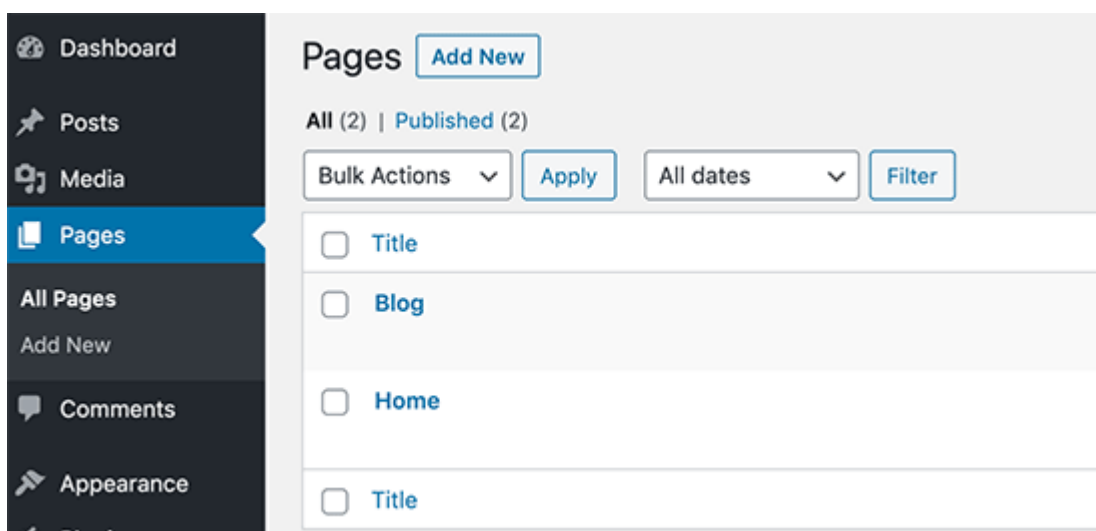 Dashboard
Posts
Media
Pages
All Pages
Add New
Comments
Appearance
Pages Add New
All (2) | Published (2)
Bulk Actions Apply All dates Filter
Title
Blog
Home
Title